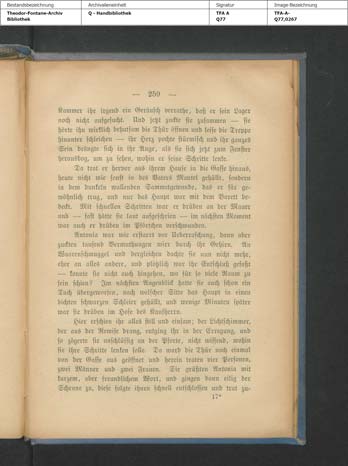 Bestandsbezeichnung
Archivalieneinheit
Signatur
Image-Bezeichnung
Theodor-Fontane-Archiv
Bibliothek
Q - Handbibliothek
TFA A
Q77
TFA-A-
Q77,0267
— 259 —
Kammer ihr irgend ein Geräusch verrathe, daß er sein Lager
noch nicht aufgesucht. Und jetzt zuckte sie zusammen — sie
hörte ihn wirklich behutsam die Thür öffnen und leise die Treppe
hinunter schleichen — ihr Herz pochte stürmisch und ihr ganzes
Sein drängte sich in ihr Auge, als sie sich jetzt zum Fenster
herausbog, um zu sehen, wohin er seine Schritte lenke.
Da trat er hervor aus ihrem Hause in die Gasse hinaus,
heute nicht wie sonst in des Vaters Mantel gehüllt, sondern
in dem dunkeln wallenden Sammetgewande, das er für ge-
wöhnlich trug, und nur das Haupt war mit dem Barett be-
deckt. Mit schnellen Schritten war er drüben an der Mauer
und — fast hätte sie laut aufgeschrien — im nächsten Moment
war auch er drüben im Pförtchen verschwunden.
Antonia war wie erstarrt vor Ueberraschung, dann aber
zuckten tausend Vermuthungen wirr durch ihr Gehirn. An
Waarenschmuggel und dergleichen dachte sie nun nicht mehr,
eher an alles andere, und plötzlich war ihr Entschluß gefaßt
— konnte sie nicht auch hingehen, wo für so viele Raum zu
sein schien? Im nächsten Augenblick hatte sie auch schon ein
Tuch übergeworfen, nach welscher Sitte das Haupt in einen
dichten schwarzen Schleier gehüllt, und wenige Minuten später
war sie drüben im Hofe des Kaufherrn.
Hier erschien ihr alles still und einsam; der Lichtschimmer,
der aus der Remise drang, entging ihr in der Erregung, und
so zögerte sie unschlüssig an der Pforte, nicht wissend, wohin
sie ihre Schritte lenken solle. Da ward die Thür noch einmal
von der Gasse aus geöffnet und herein traten vier Personen,
zwei Männer und zwei Frauen. Sie grüßten Antonia mit
kurzem, aber freundlichem Wort, und gingen dann eilig der
Scheune zu, diese folgte ihnen schnell entschlossen und trat zu-
17*